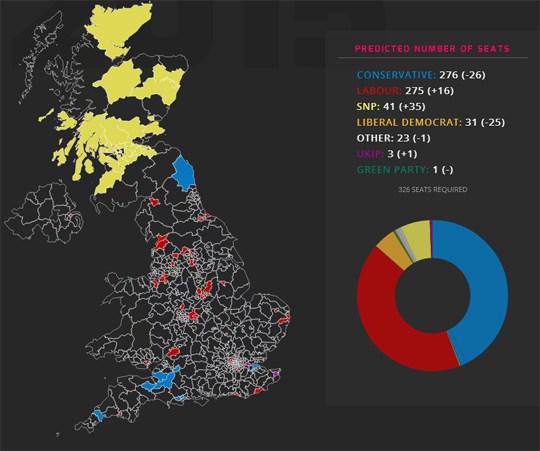 2015
PREDICTED NUMBER OF SEATS
CONSERVATIVE: 276 (-26)
LABOUR: 275 (+16)
SNP: 41 (+35)
LIBERAL DEMOCRAT: 31 (-25)
OTHER: 23 (-1)
UKIP: 3 (+1)
GREEN PARTY: 1 (-)
326 SEATS REQUIRED